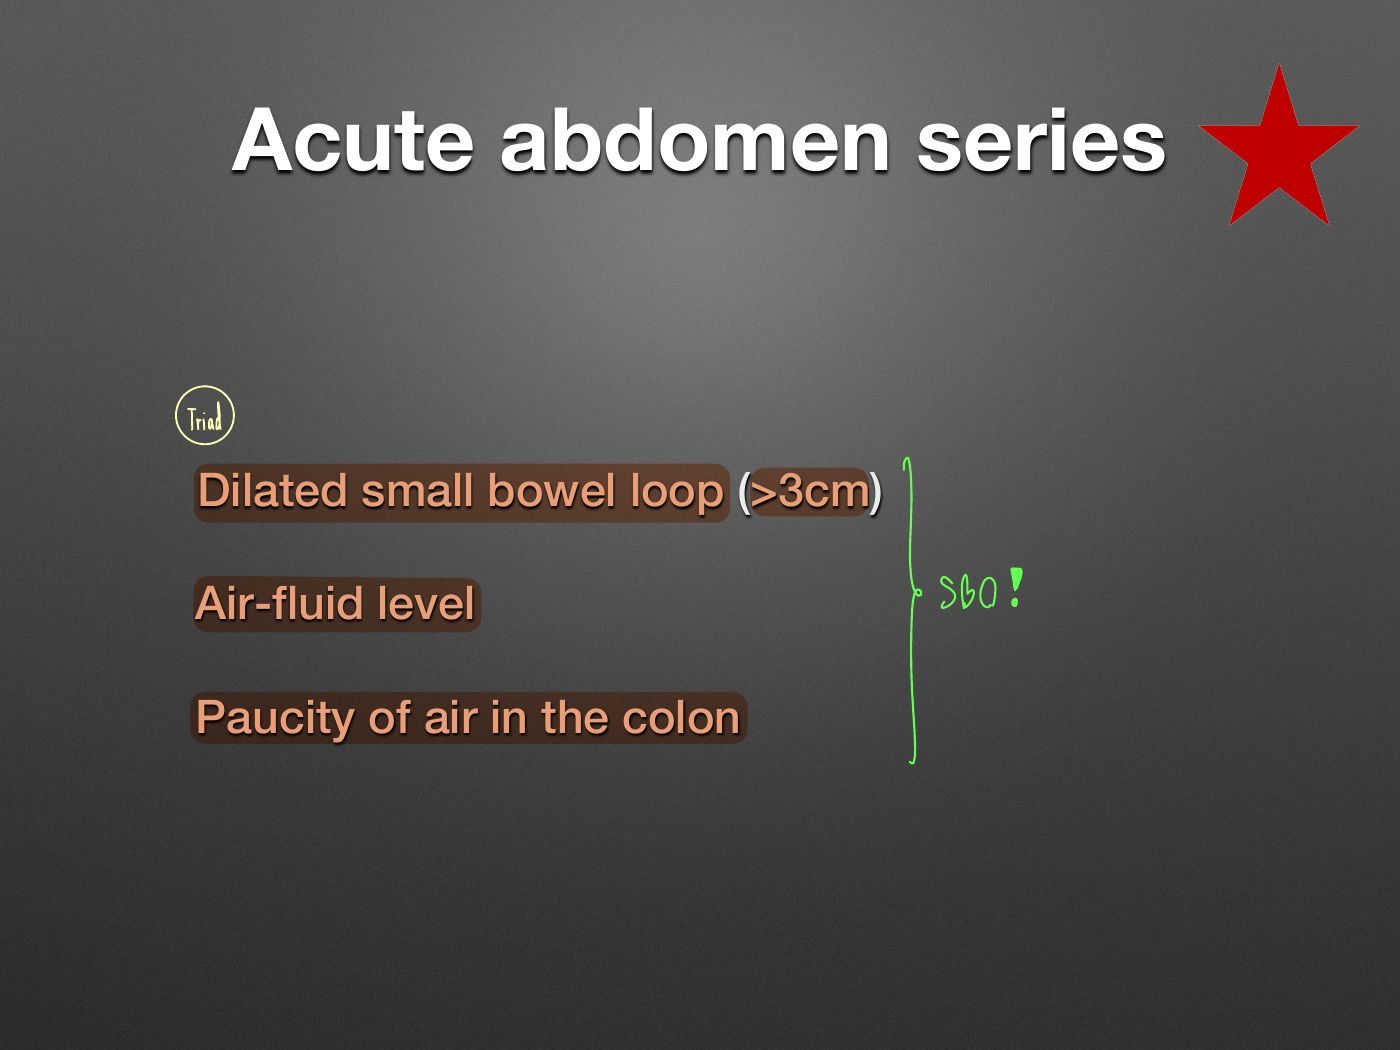 Acute abdomen series
Triad
Dilated small bowel loop (>3cm)
Air-fluid level
Paucity of air in the colon
SBO!